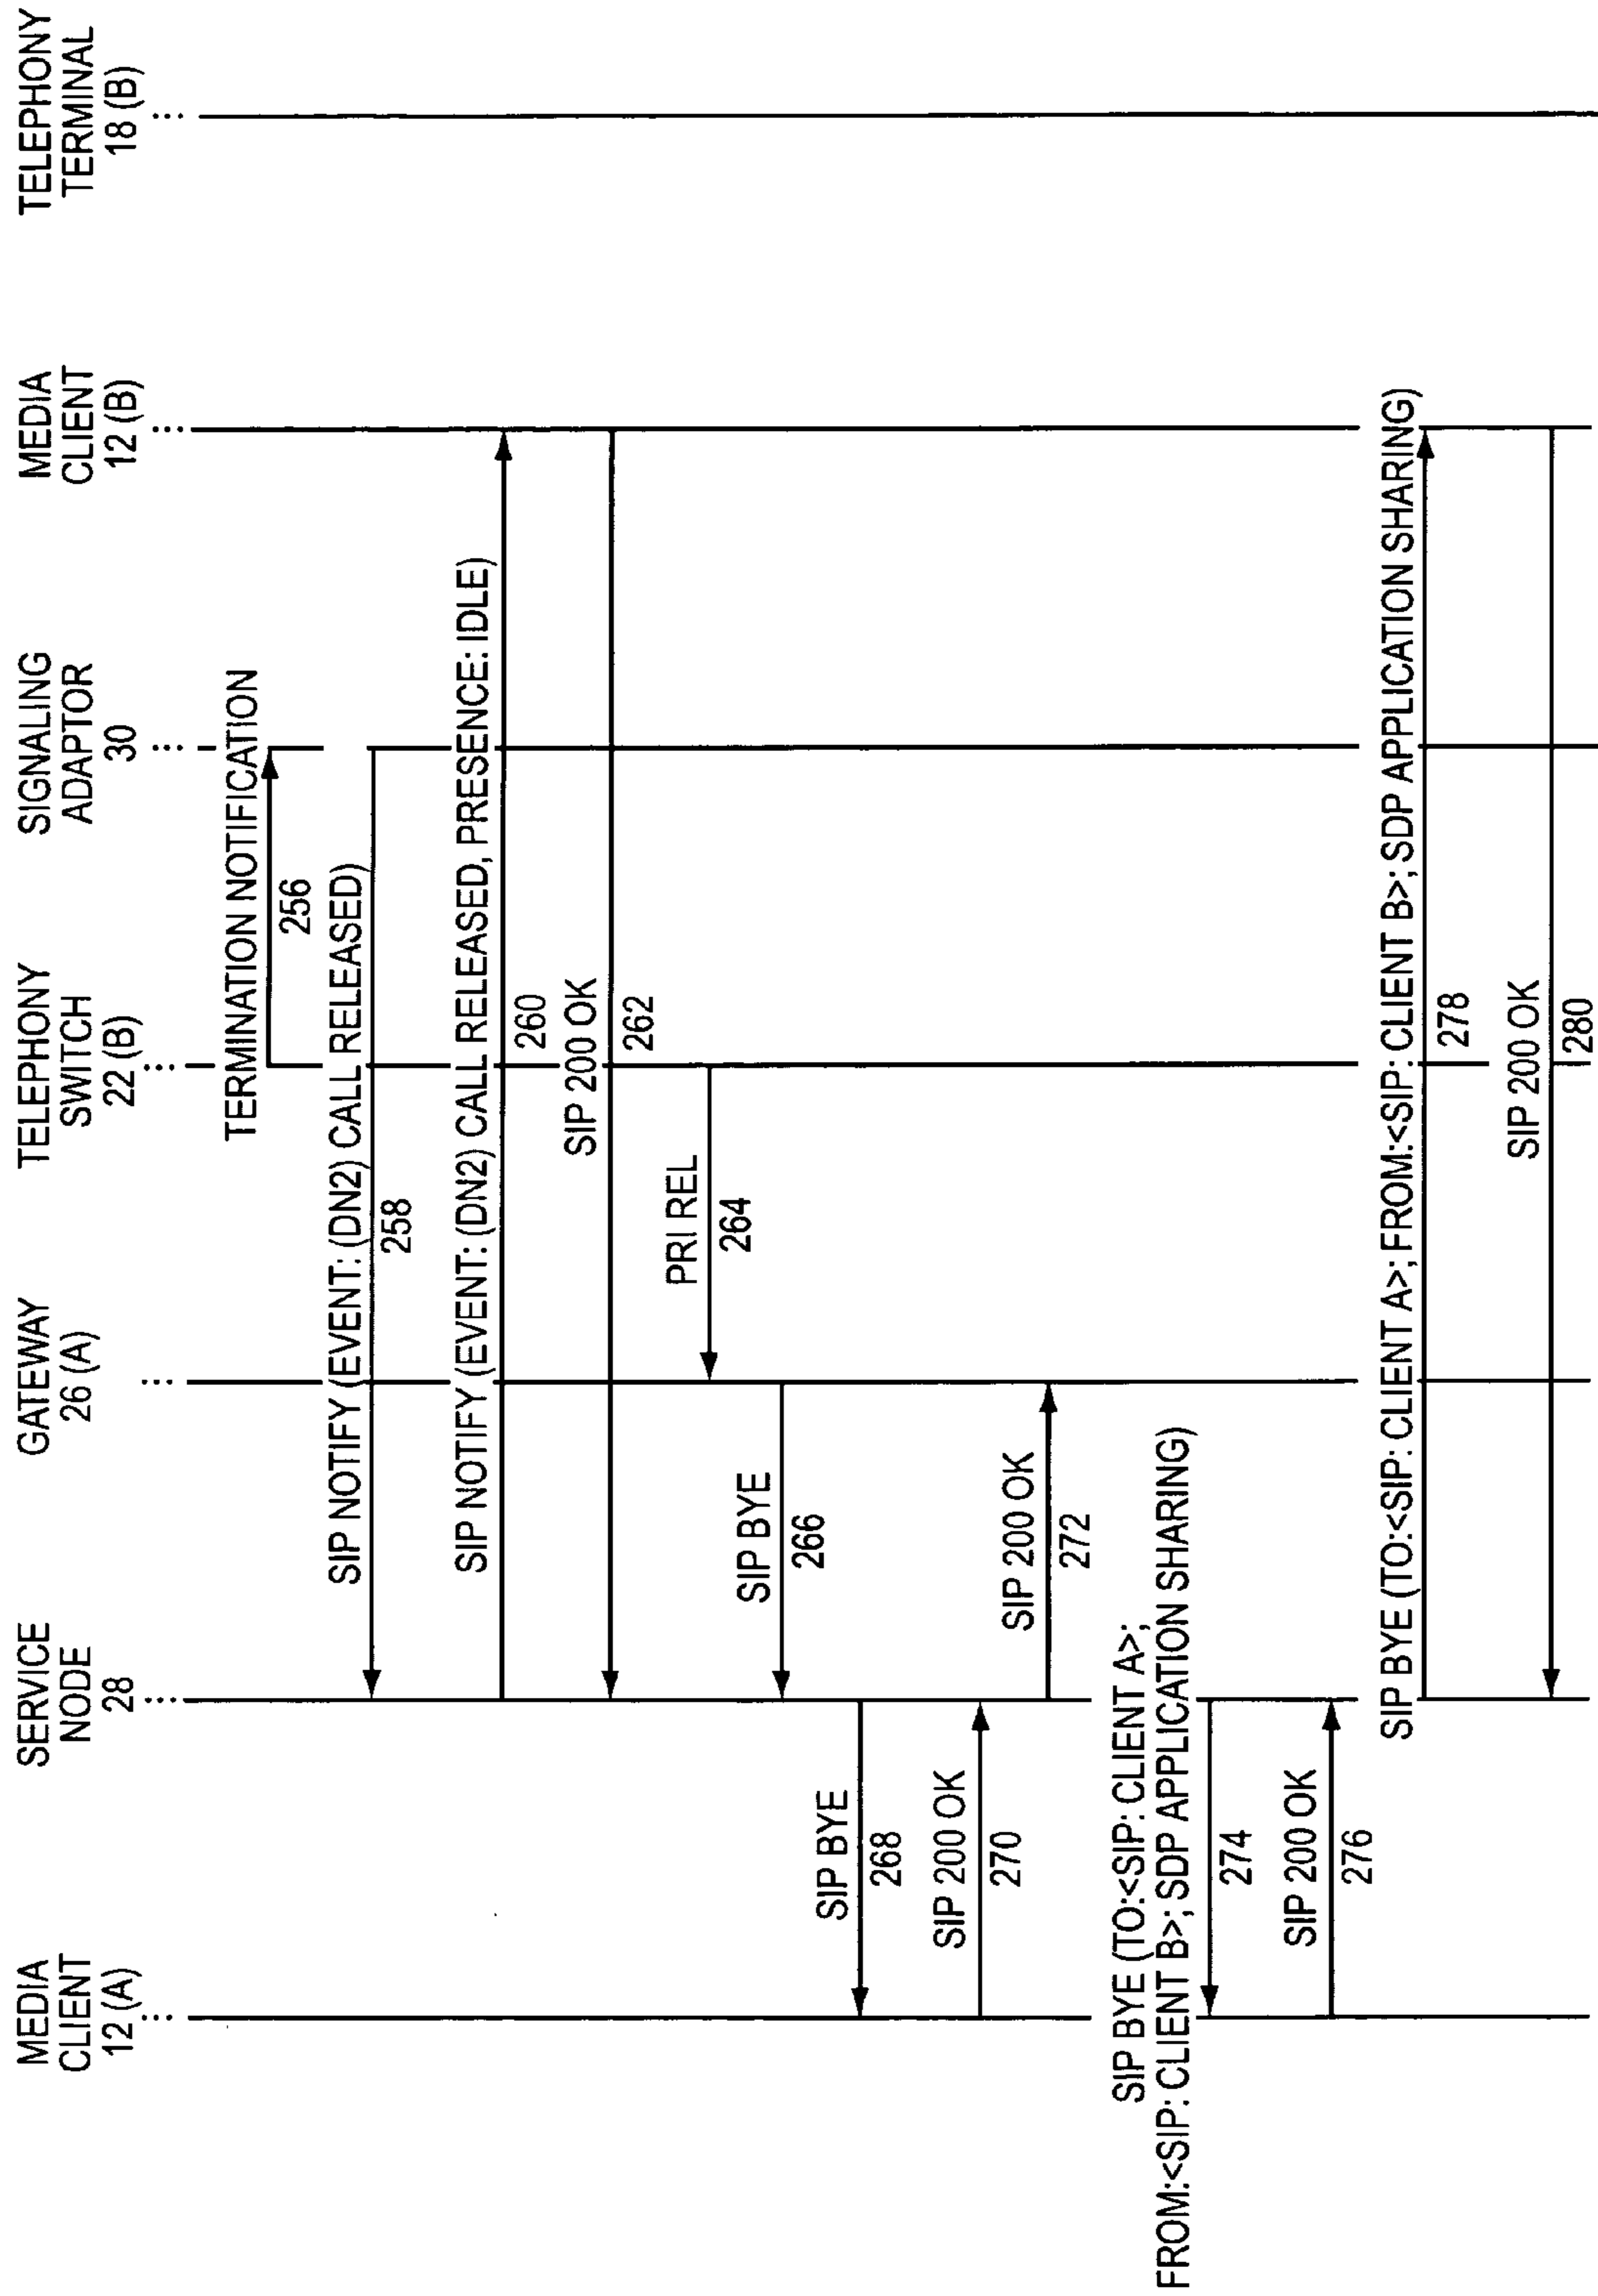 MEDIA
CLIENT
12 (A)
SERVICE
NODE
28
GATEWAY
26 (A)
TELEPHONY
SWITCH
22 (B)
SIGNALING
ADAPTOR
30
MEDIA
CLIENT
12 (B)
TELEPHONY
TERMINAL
18 (B)
TERMINATION NOTIFICATION
256
SIP NOTIFY (EVENT: (DN2) CALL RELEASED)
258
SIP NOTIFY (EVENT: (DN2) CALL RELEASED, PRESENCE: IDLE)
260
SIP 200 OK
262
PRI REL
264
SIP BYE
266
SIP BYE
268
SIP 200 OK
270
SIP 200 OK
272
SIP BYE (TO:<SIP: CLIENT A>;
FROM:<SIP: CLIENT B>; SDP APPLICATION SHARING)
274
SIP 200 OK
276
SIP BYE (TO:<SIP: CLIENT A>; FROM:<SIP: CLIENT B>; SDP APPLICATION SHARING)
278
SIP 200 OK
280